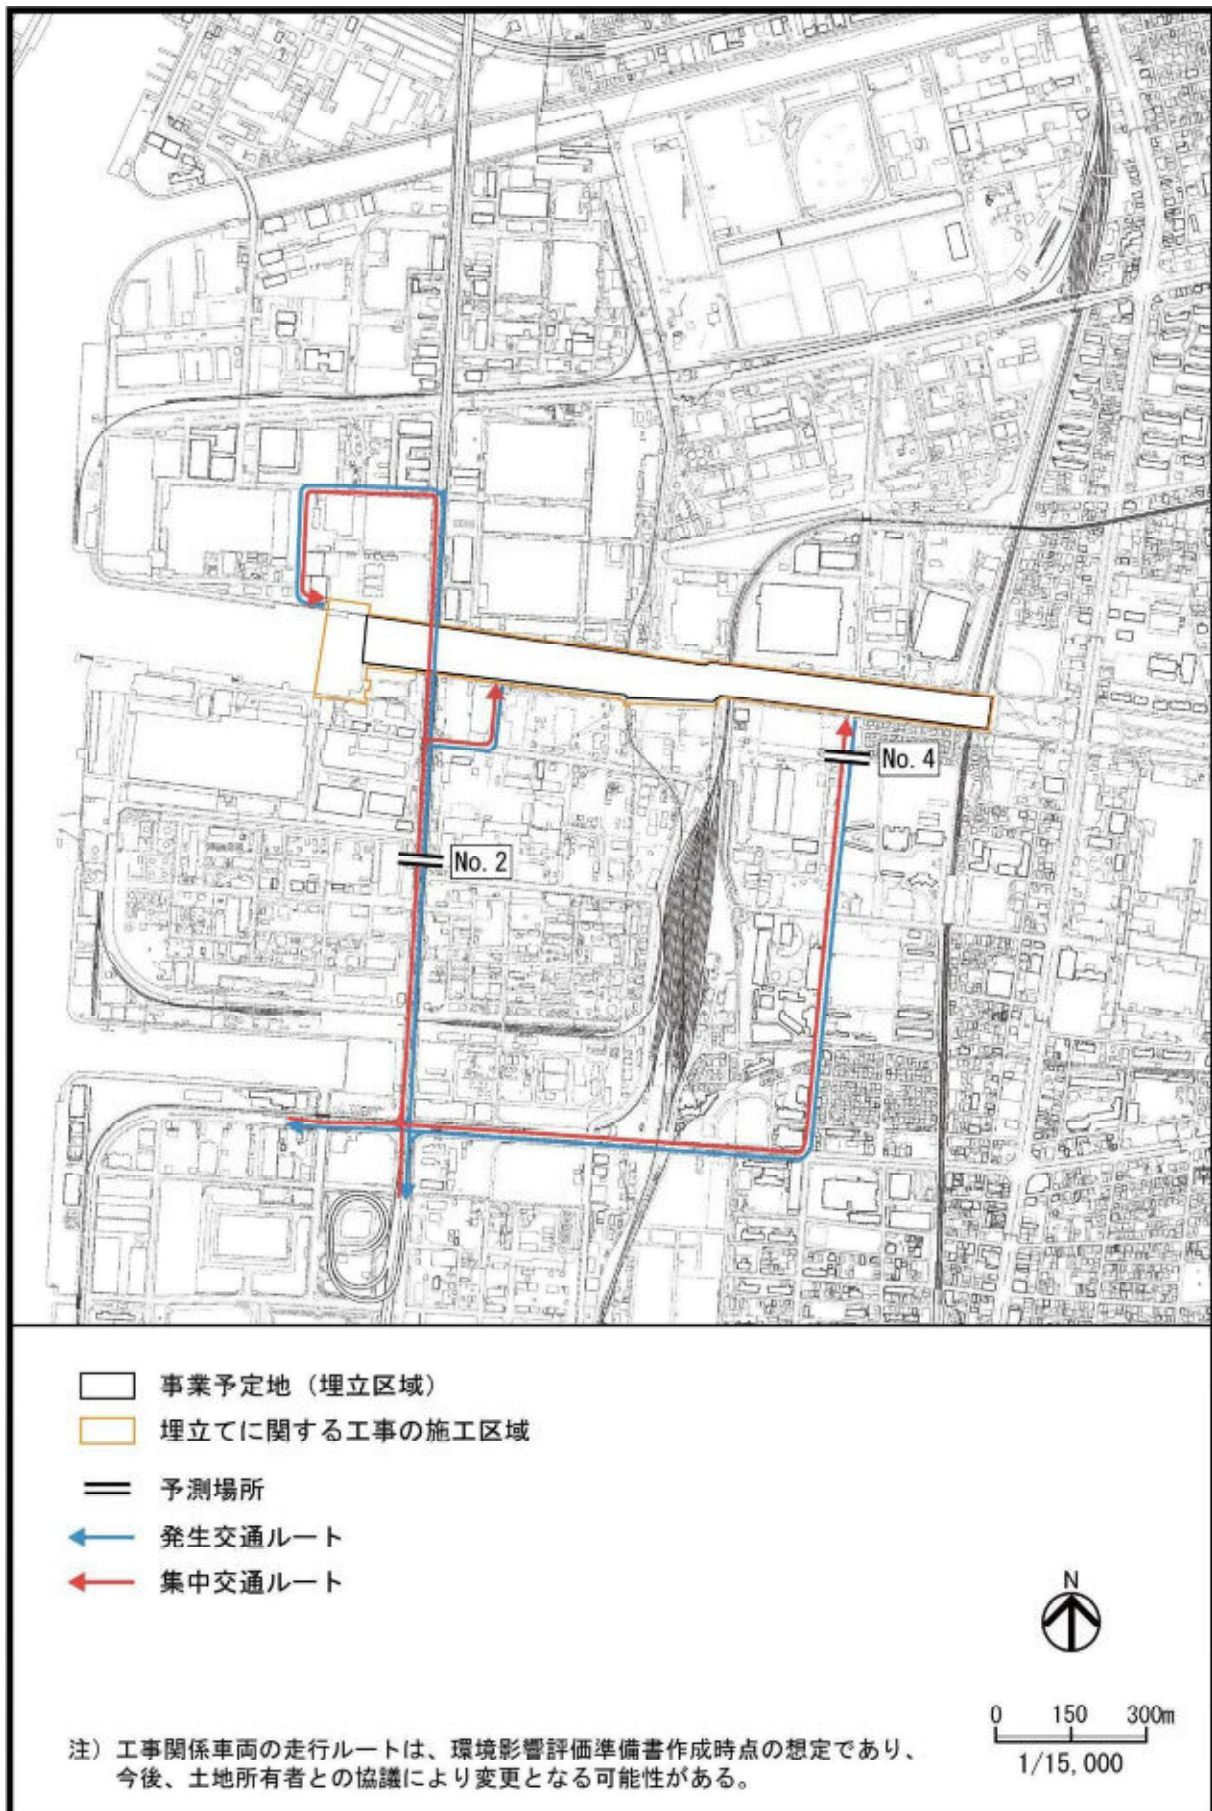 No. 4
No. 2
事業予定地（埋立区域）
埋立てに関する工事の施工区域
予測場所
発生交通ルート
集中交通ルート
N
0 150 300m
1/15,000
注）工事関係車両の走行ルートは、環境影響評価準備書作成時点の想定であり、
今後、土地所有者との協議により変更となる可能性がある。